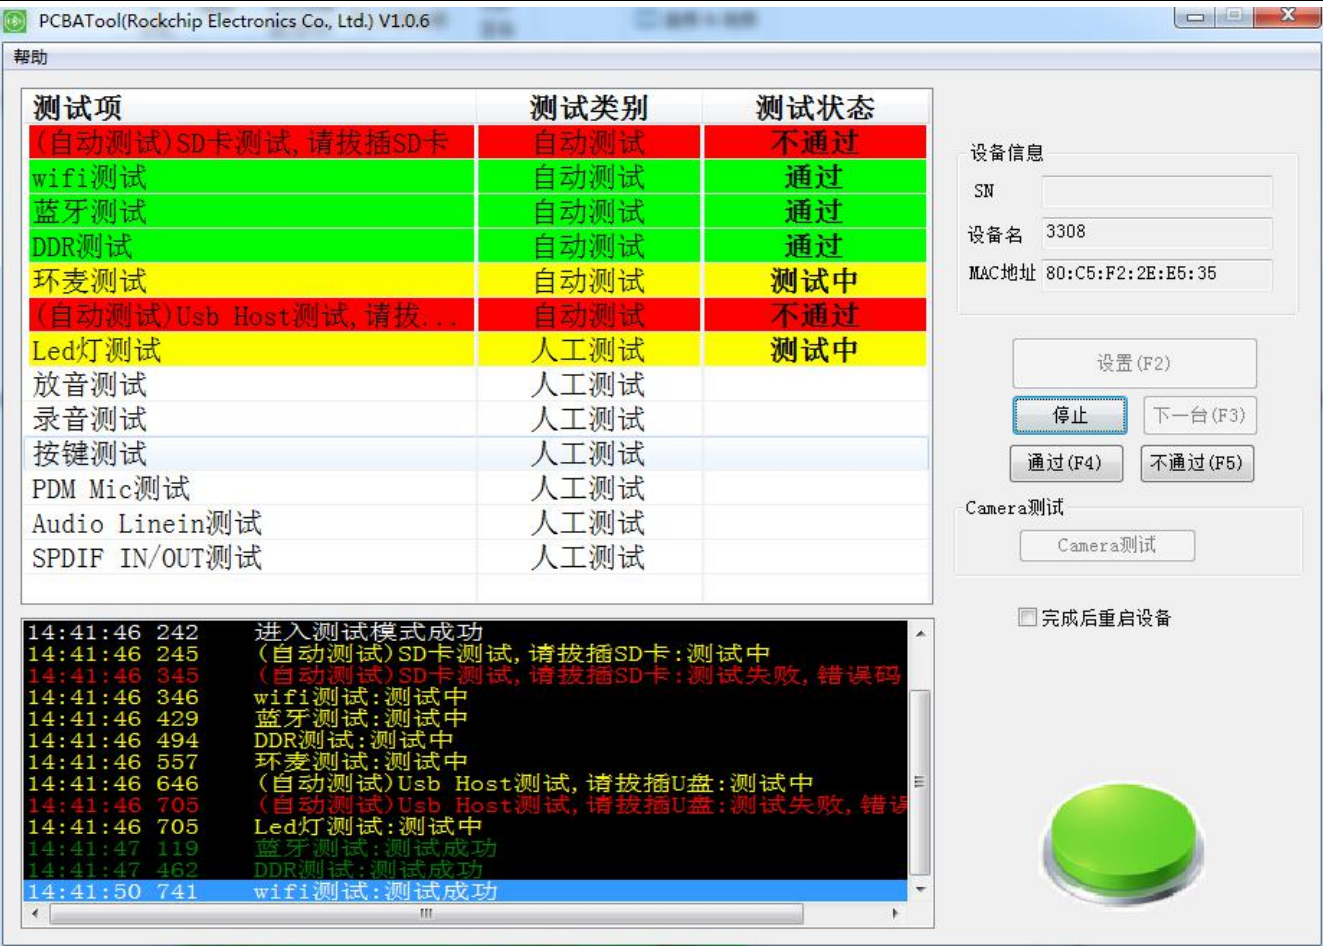 PCBATool(Rockchip Electronics Co., Ltd.) V1.0.6
帮助
测试项 测试类别 测试状态
(自动测试)SD卡测试,请拔插SD卡 自动测试 不通过
wifi测试 自动测试 通过
蓝牙测试 自动测试 通过
DDR测试 自动测试 通过
环麦测试 自动测试 测试中
(自动测试)Usb Host测试,请拔... 自动测试 不通过
Led灯测试 人工测试 测试中
放音测试 人工测试
录音测试 人工测试
按键测试 人工测试
PDM Mic测试 人工测试
Audio Linein测试 人工测试
SPDIF IN/OUT测试 人工测试
14:41:46 242 进入测试模式成功
14:41:46 245 (自动测试)SD卡测试,请拔插SD卡:测试中
14:41:46 345 (自动测试)SD卡测试,请拔插SD卡:测试失败,错误码
14:41:46 346 wifi测试:测试中
14:41:46 429 蓝牙测试:测试中
14:41:46 494 DDR测试:测试中
14:41:46 557 环麦测试:测试中
14:41:46 646 (自动测试)Usb Host测试,请拔插U盘:测试中
14:41:46 705 (自动测试)Usb Host测试,请拔插U盘:测试失败,错误
14:41:46 705 Led灯测试:测试中
14:41:47 119 蓝牙测试:测试成功
14:41:47 462 DDR测试:测试成功
14:41:50 741 wifi测试:测试成功
设备信息
SN
设备名 3308
MAC地址 80:C5:F2:2E:E5:35
设置(F2)
停止 下一台(F3)
通过(F4) 不通过(F5)
Camera测试
Camera测试
完成后重启设备